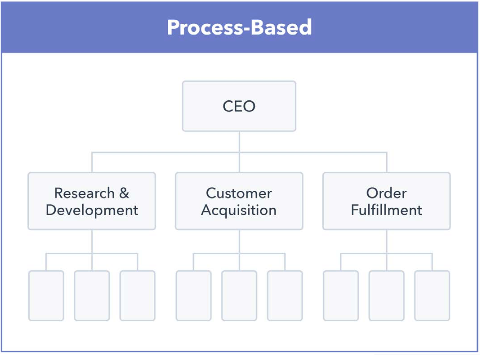 Process-Based
CEO
Research &
Development
Customer
Acquisition
Order
Fulfillment